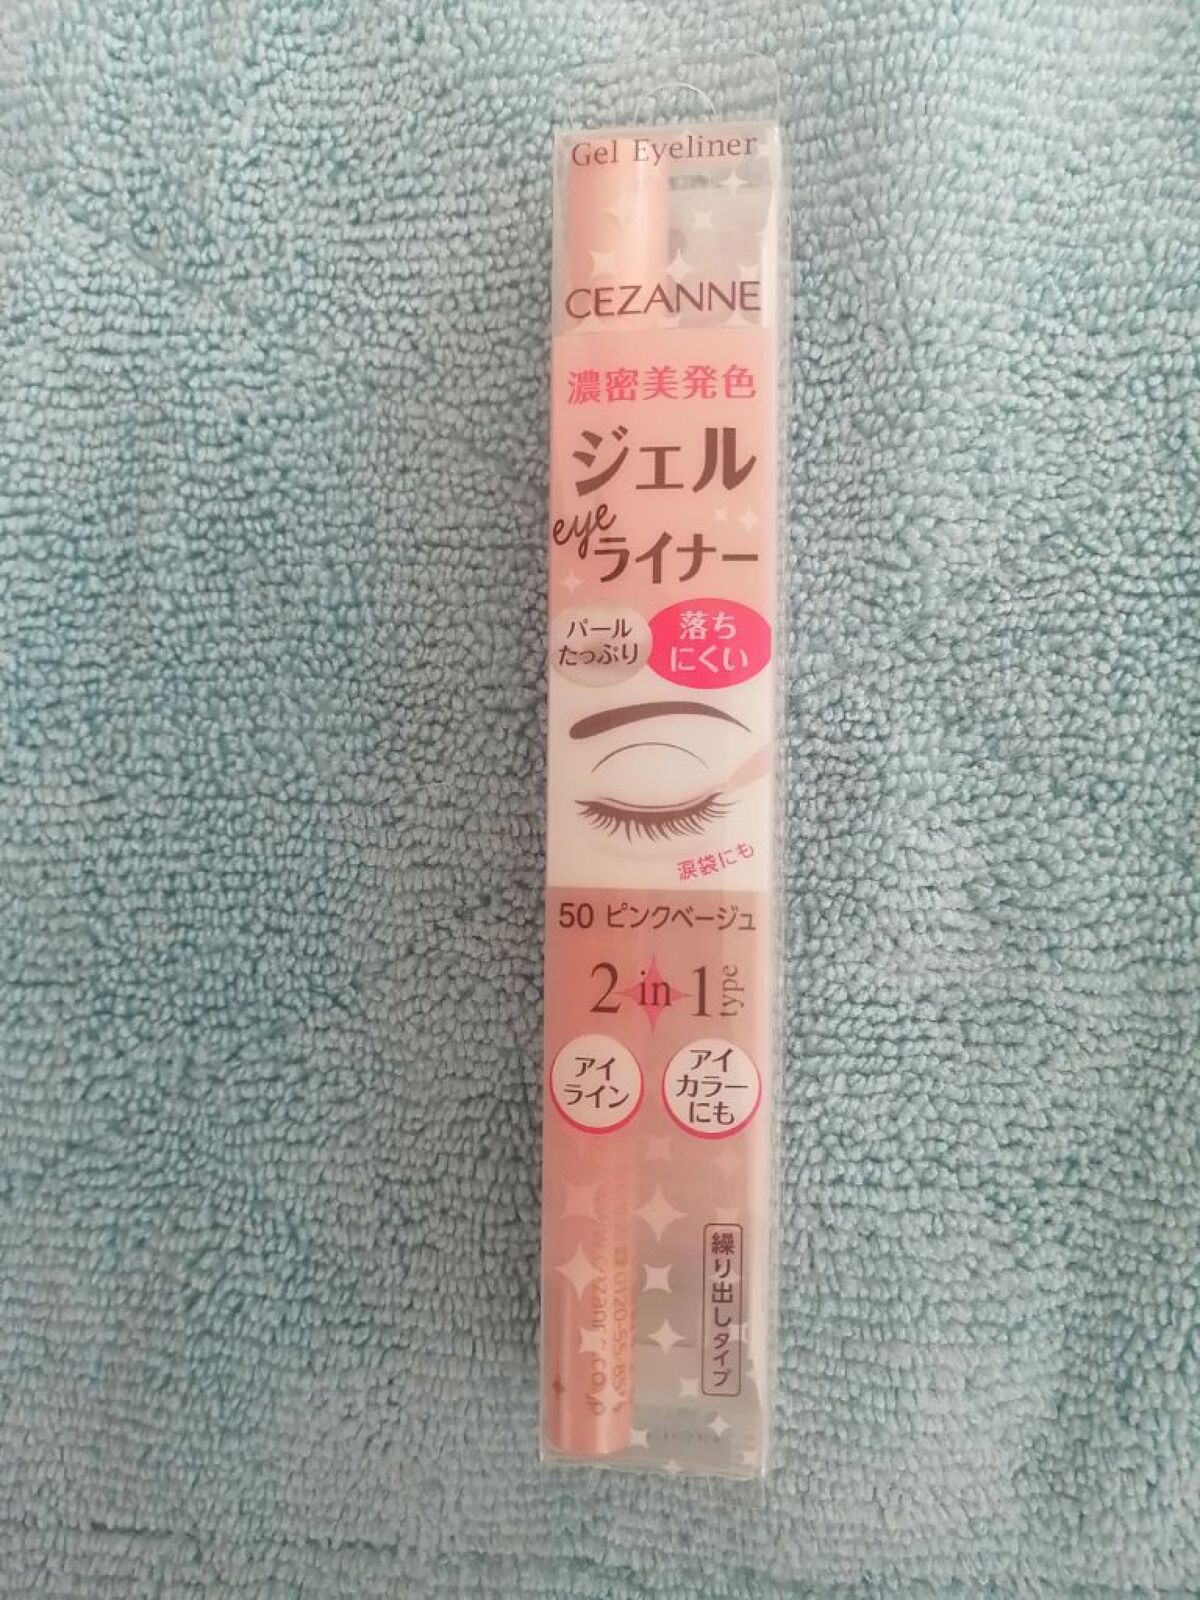 Gel Eyeliner
CEZANNE
濃密美発色
ジェル
eye
ライナー
パール
たっぷり
落ち
にくい
涙袋にも
50 ピンクベージュ
2 in 1 type
アイ
ライン
アイ
カラー
にも
繰り出しタイプ